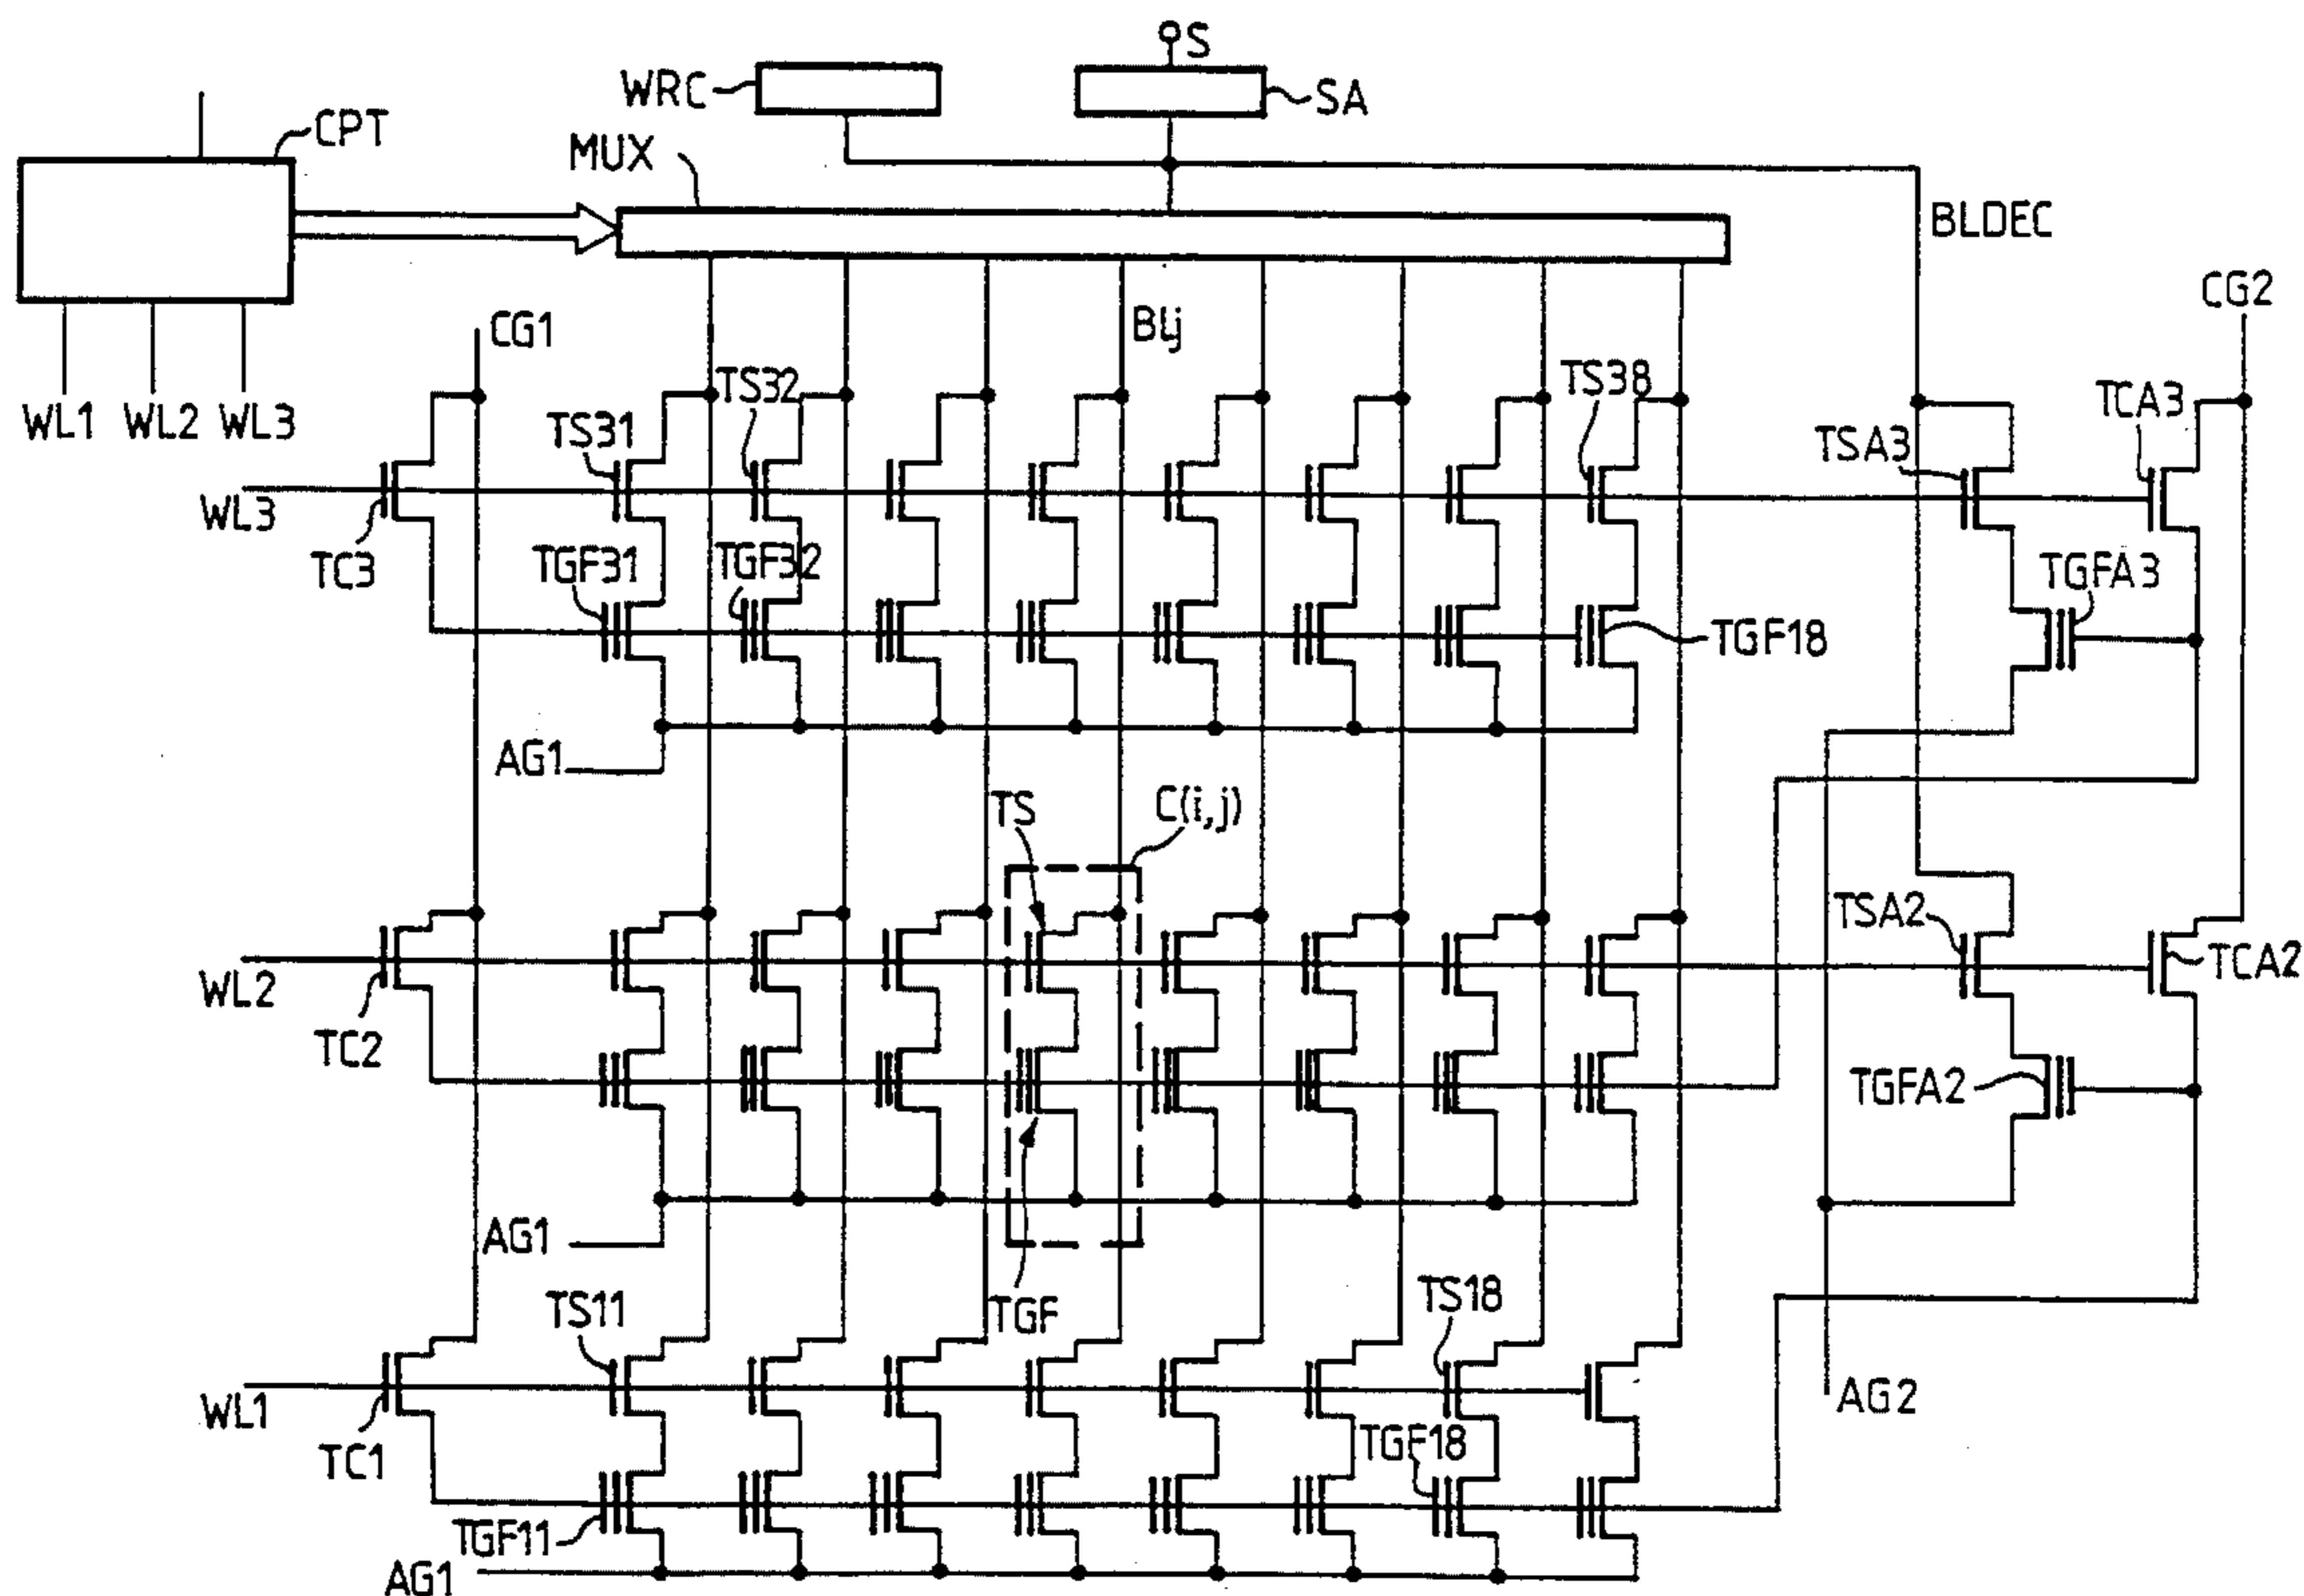 S
WRC
SA
CPT
MUX
BLDEC
CG2
CG1
BLj
TS32
TS38
TCA3
WL1 WL2 WL3
TS31
TSA3
WL3
TC3
TGF31
TGF32
TGFA3
TGF18
AG1
TS
C(i,j)
TSA2
WL2
TCA2
TC2
TGFA2
AG1
TS11
TGF
TS18
WL1
AG2
TC1
TGF18
TGF11
AG1